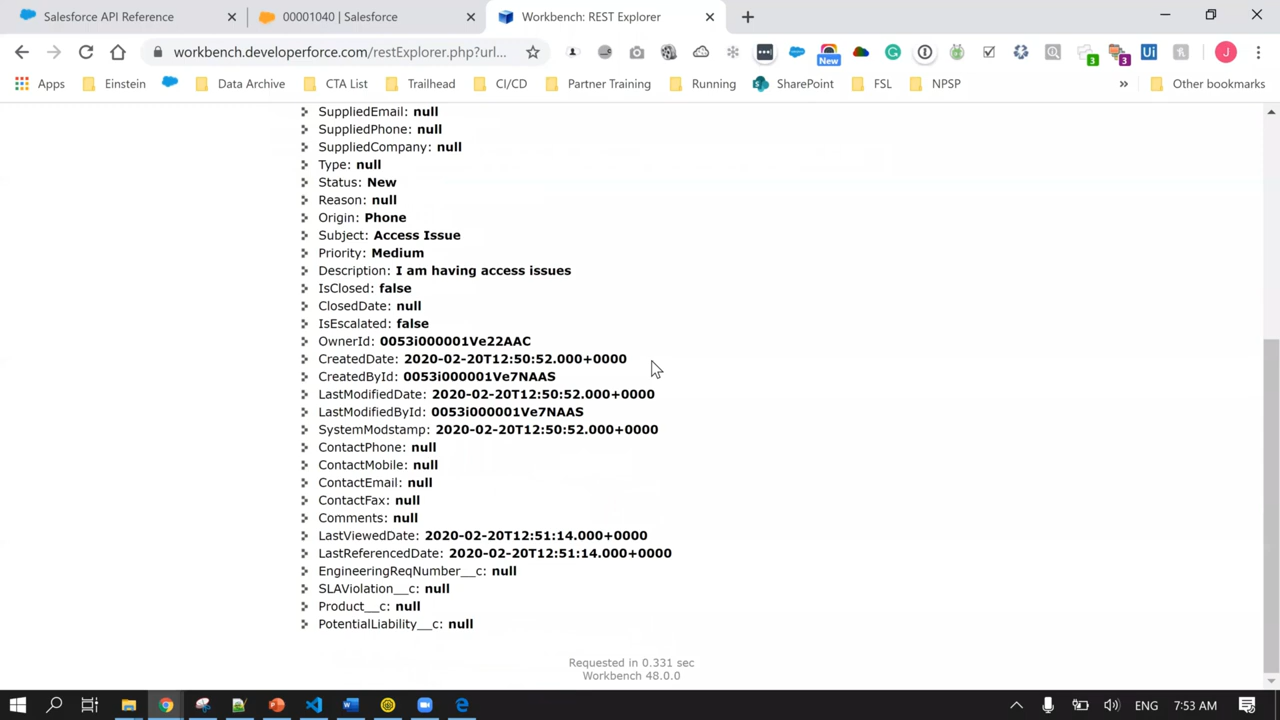 Salesforce API Reference
00001040 | Salesforce
Workbench: REST Explorer
workbench.developerforce.com/restExplorer.php?url...
New
3
3
Ui
J
Apps
Einstein
Data Archive
CTA List
Trailhead
CI/CD
Partner Training
Running
SharePoint
FSL
NPSP
»
Other bookmarks
SuppliedEmail: null
SuppliedPhone: null
SuppliedCompany: null
Type: null
Status: New
Reason: null
Origin: Phone
Subject: Access Issue
Priority: Medium
Description: I am having access issues
IsClosed: false
ClosedDate: null
IsEscalated: false
OwnerId: 0053i000001Ve22AAC
CreatedDate: 2020-02-20T12:50:52.000+0000
CreatedById: 0053i000001Ve7NAAS
LastModifiedDate: 2020-02-20T12:50:52.000+0000
LastModifiedById: 0053i000001Ve7NAAS
SystemModstamp: 2020-02-20T12:50:52.000+0000
ContactPhone: null
ContactMobile: null
ContactEmail: null
ContactFax: null
Comments: null
LastViewedDate: 2020-02-20T12:51:14.000+0000
LastReferencedDate: 2020-02-20T12:51:14.000+0000
EngineeringReqNumber__c: null
SLAViolation__c: null
Product__c: null
PotentialLiability__c: null
Requested in 0.331 sec
Workbench 48.0.0
ENG
7:53 AM